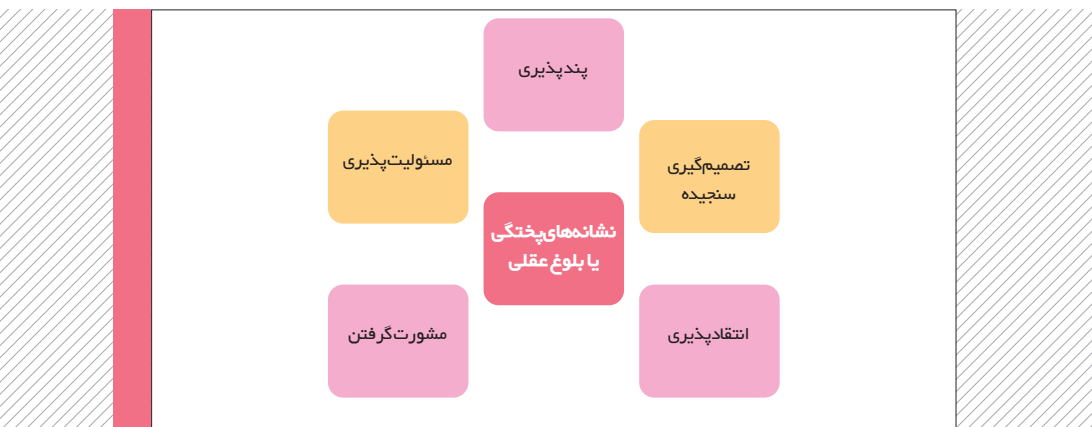 پندپذیری
تصمیم‌گیری
سنجیده
مسئولیت‌پذیری
نشانه‌های‌پختگی
یا بلوغ عقلی
انتقادپذیری
مشورت‌گرفتن